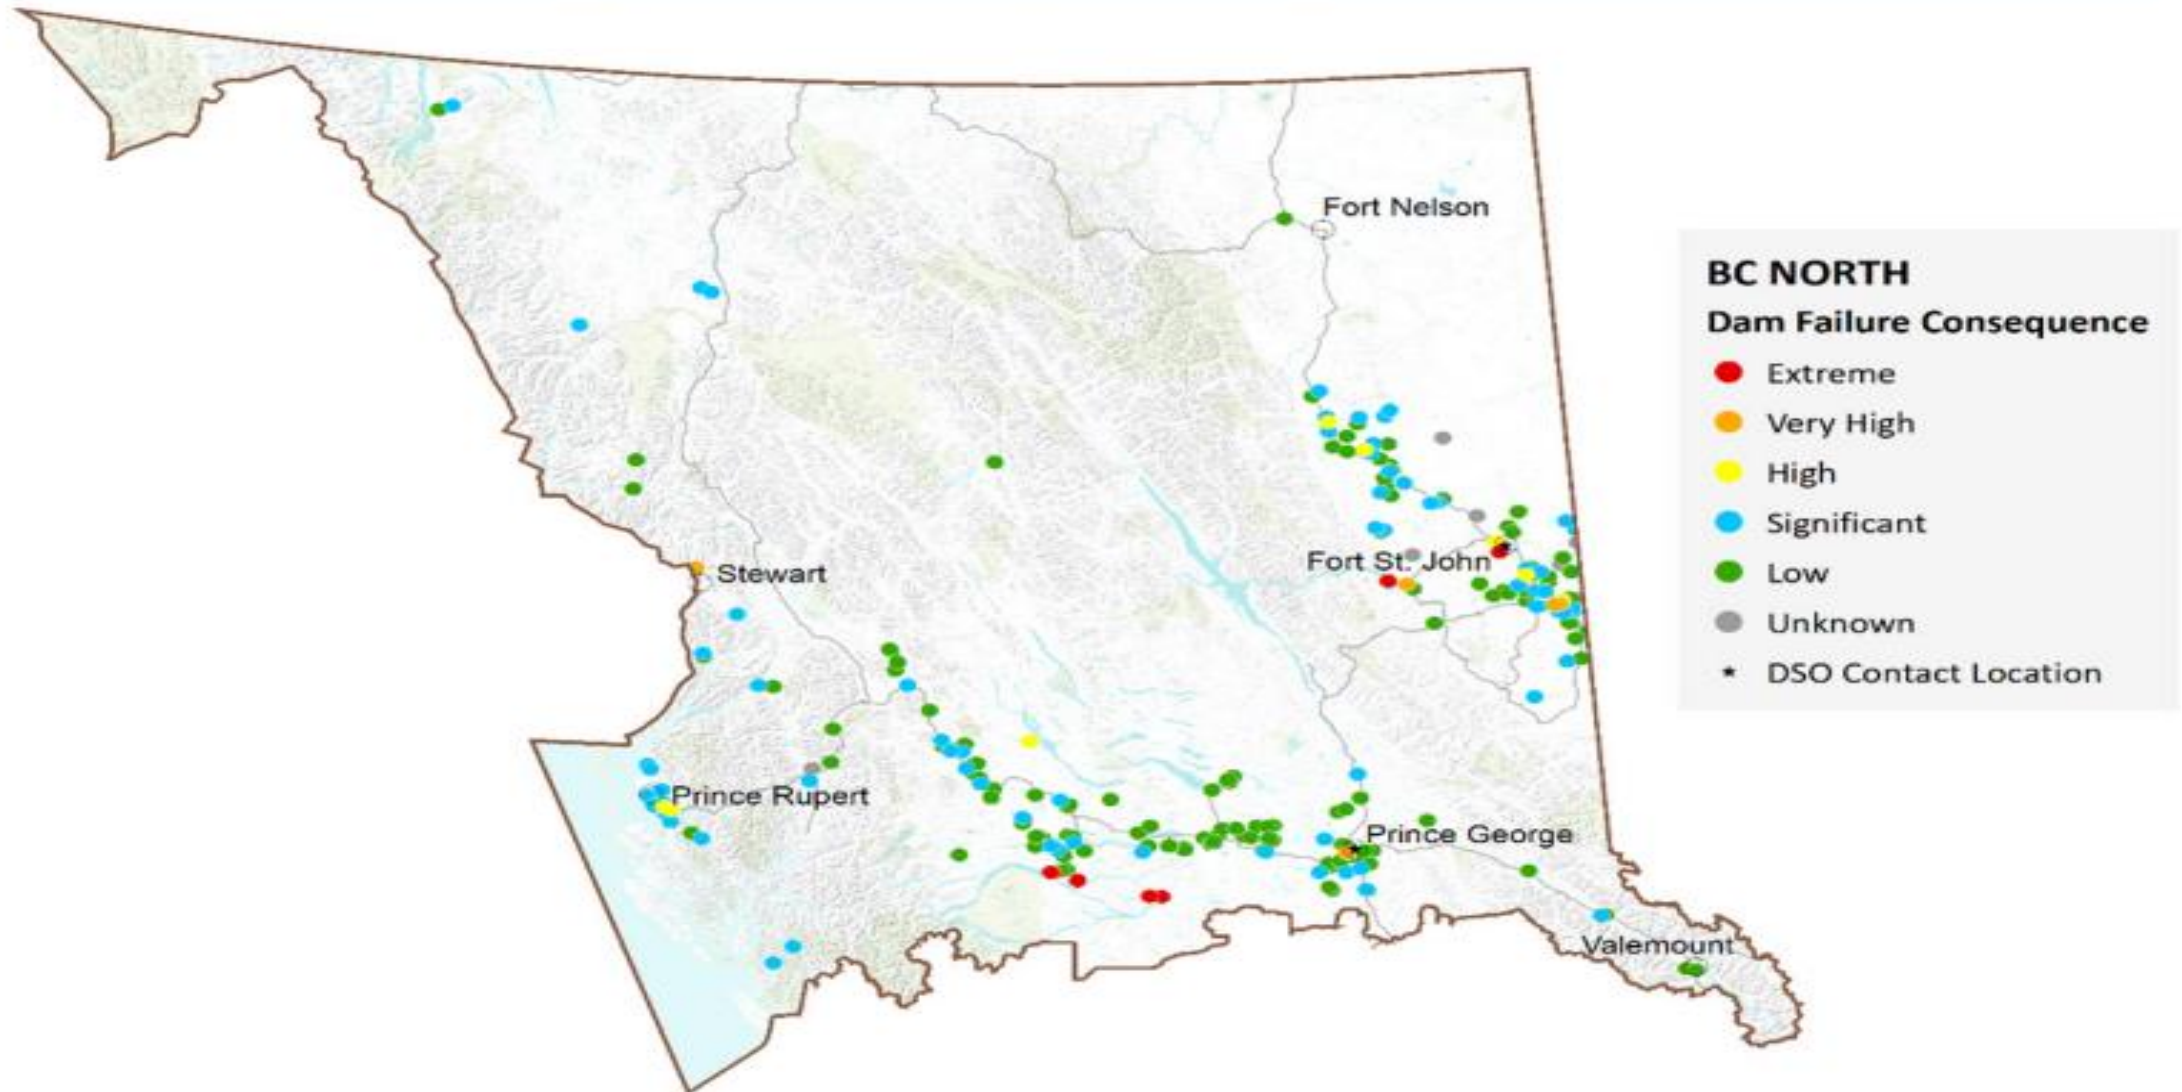 Fort Nelson
BC NORTH
Dam Failure Consequence
Extreme
Very High
High
Significant
Low
Unknown
DSO Contact Location
Fort St. John
Stewart
Prince Rupert
Prince George
Valemount